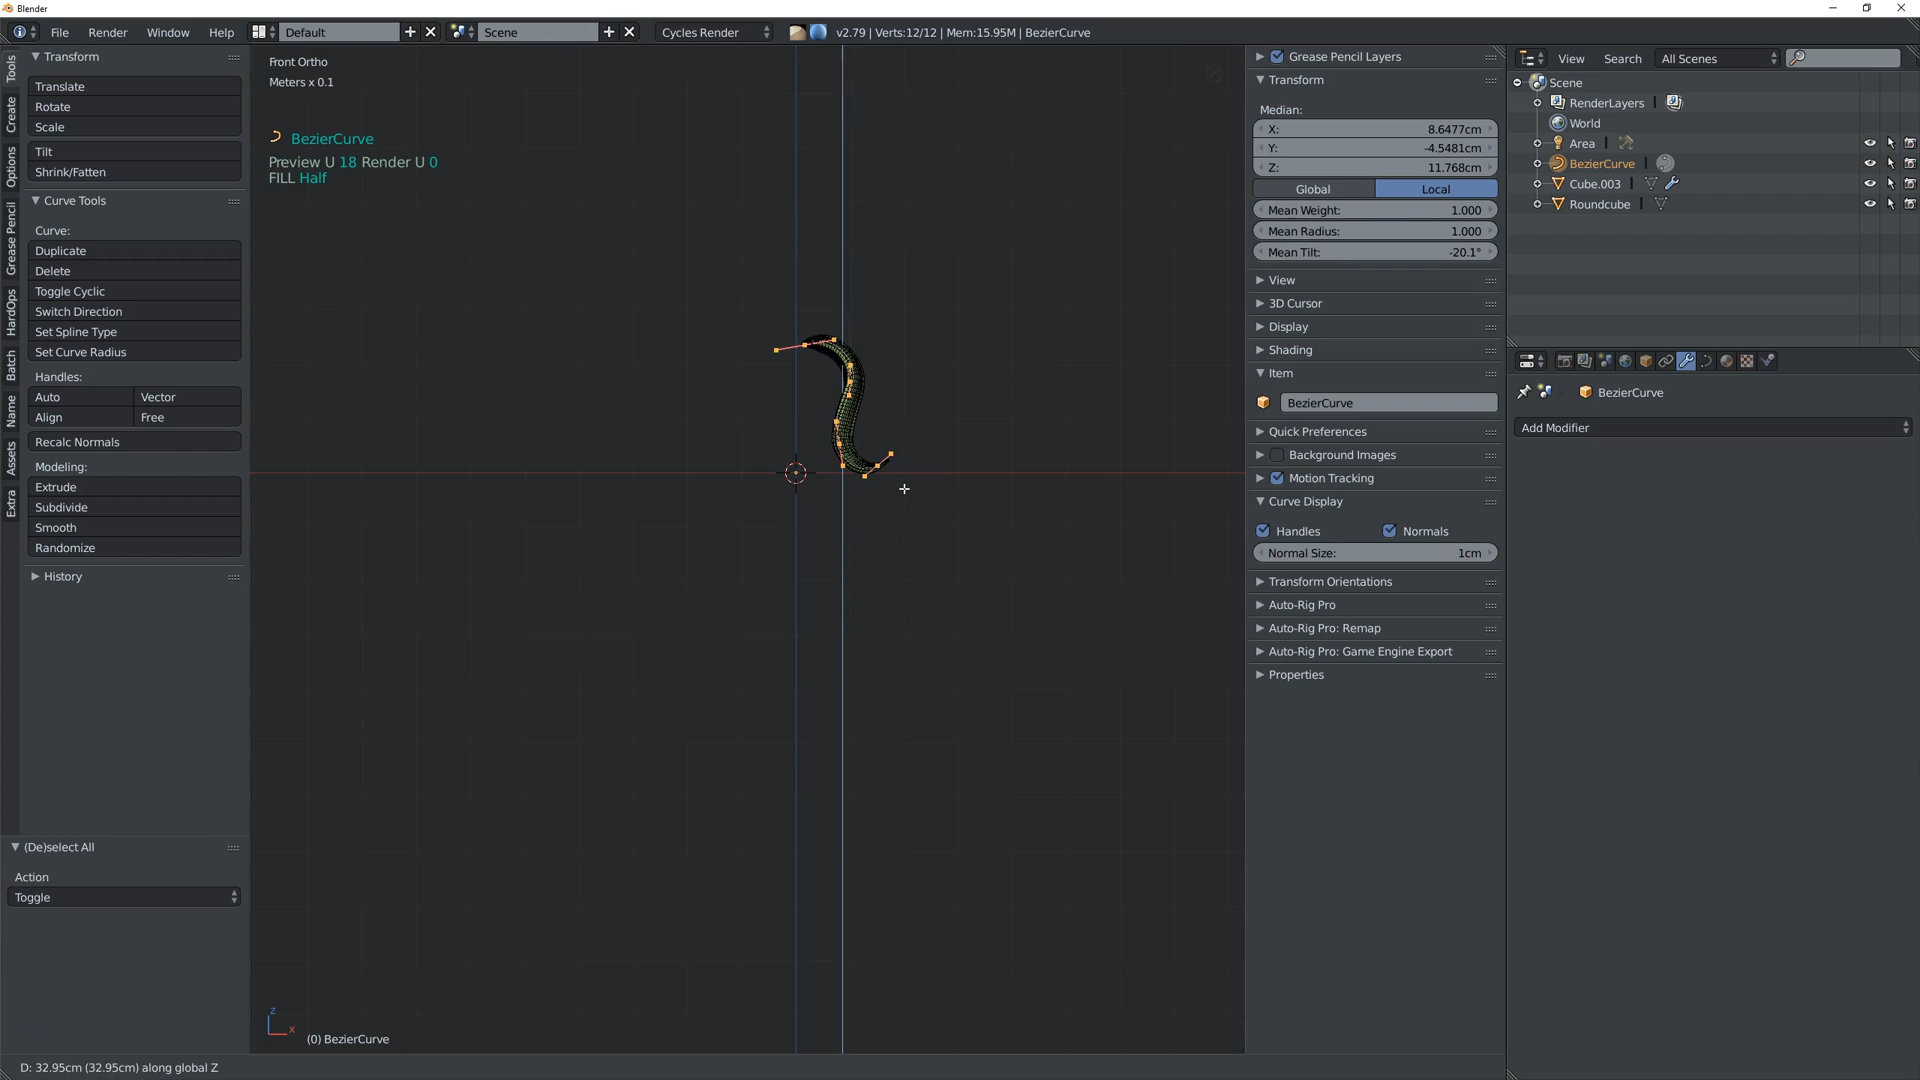 Blender
File Render Window Help Default Scene Cycles Render v2.79 | Verts:12/12 | Mem:15.95M | BezierCurve
Tools
Create
Options
Grease Pencil
HardOps
Batch
Name
Assets
Extra
Transform
Translate
Rotate
Scale
Tilt
Shrink/Fatten
Curve Tools
Curve:
Duplicate
Delete
Toggle Cyclic
Switch Direction
Set Spline Type
Set Curve Radius
Handles:
Auto Vector
Align Free
Recalc Normals
Modeling:
Extrude
Subdivide
Smooth
Randomize
History
(De)select All
Action
Toggle
Front Ortho
Meters x 0.1
BezierCurve
Preview U 18 Render U 0
FILL Half
z
x
(0) BezierCurve
D: 32.95cm (32.95cm) along global Z
Grease Pencil Layers
Transform
Median:
X: 8.6477cm
Y: -4.5481cm
Z: 11.768cm
Global Local
Mean Weight: 1.000
Mean Radius: 1.000
Mean Tilt: -20.1°
View
3D Cursor
Display
Shading
Item
BezierCurve
Quick Preferences
Background Images
Motion Tracking
Curve Display
Handles Normals
Normal Size: 1cm
Transform Orientations
Auto-Rig Pro
Auto-Rig Pro: Remap
Auto-Rig Pro: Game Engine Export
Properties
View Search All Scenes
Scene
RenderLayers
World
Area
BezierCurve
Cube.003
Roundcube
BezierCurve
Add Modifier